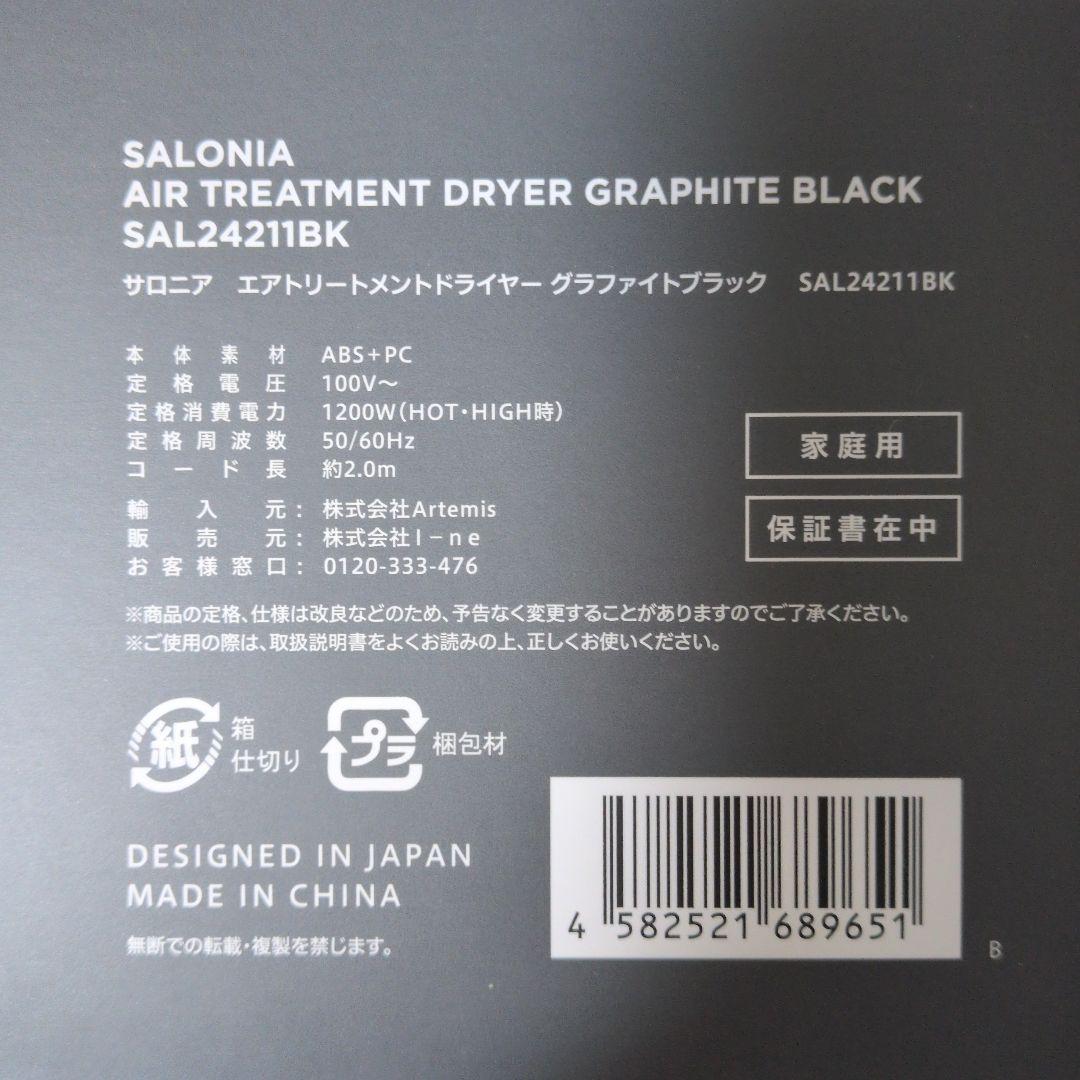 SALONIA
AIR TREATMENT DRYER GRAPHITE BLACK
SAL24211BK
サロニア　エアトリートメントドライヤー グラファイトブラック　SAL24211BK
本体素材　ABS+PC
定格電圧　100V〜
定格消費電力　1200W(HOT・HIGH時)
定格周波数　50/60Hz
コード長　約2.0m
輸入元：株式会社Artemis
販売元：株式会社I-ne
お客様窓口：0120-333-476
家庭用
保証書在中
※商品の定格、仕様は改良などのため、予告なく変更することがありますのでご了承ください。
※ご使用の際は、取扱説明書をよくお読みの上、正しくお使いください。
紙 箱 仕切り
プラ 梱包材
DESIGNED IN JAPAN
MADE IN CHINA
無断での転載・複製を禁じます。
4 582521 689651
B